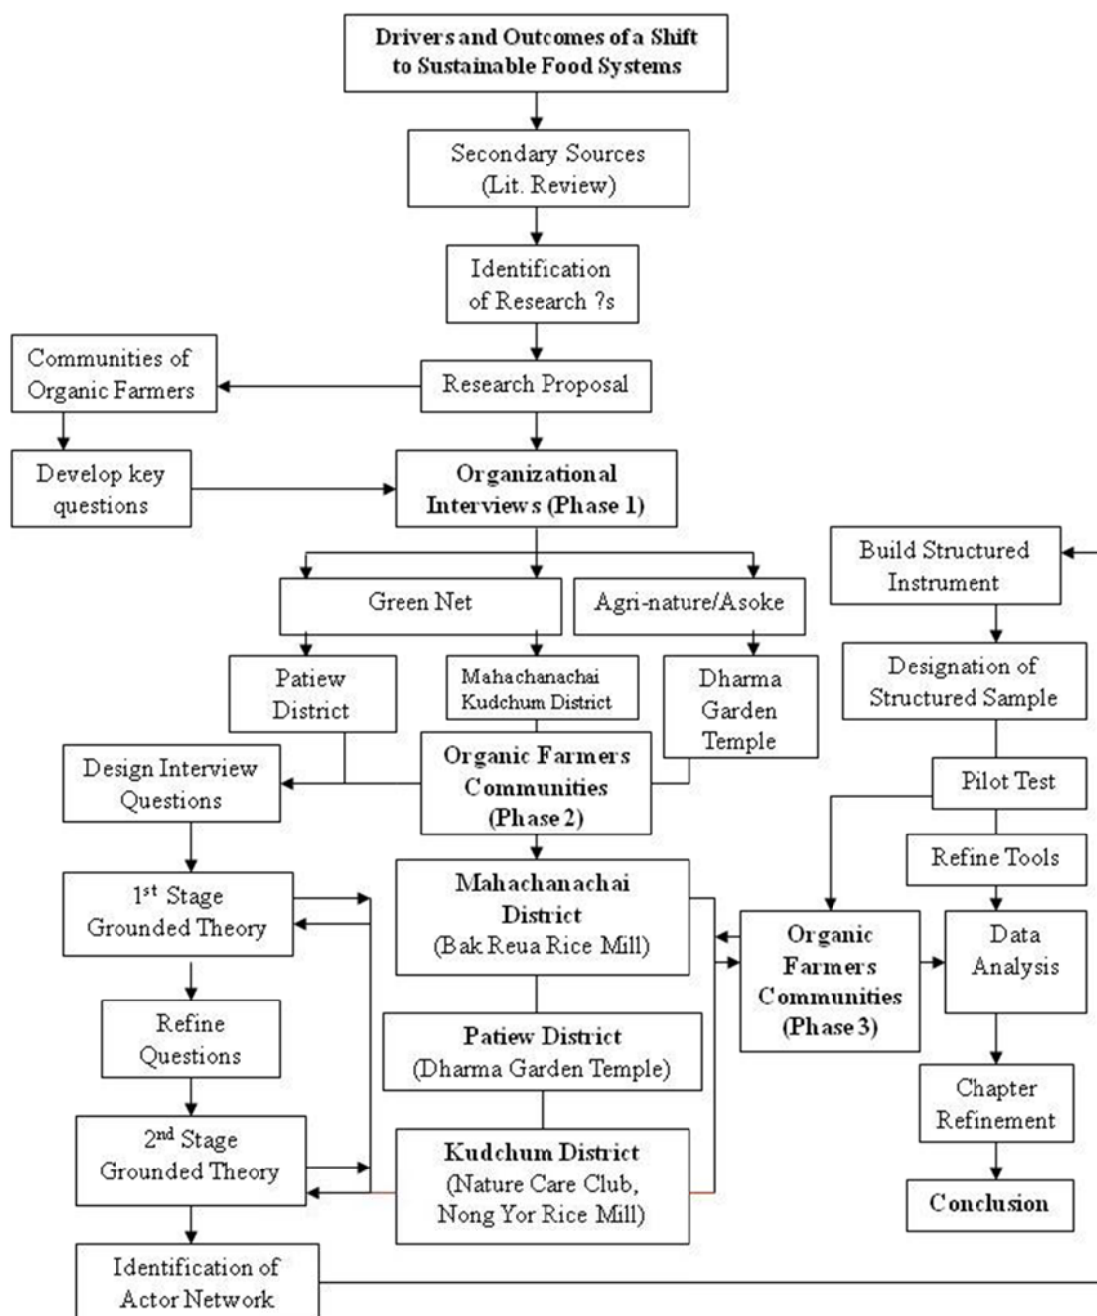 Drivers and Outcomes of a Shift
to Sustainable Food Systems
Secondary Sources
(Lit. Review)
Identification
of Research ?s
Communities of
Organic Farmers
Research Proposal
Develop key
questions
Organizational
Interviews (Phase 1)
Build Structured
Instrument
Green Net
Agri-nature/Asoke
Patiew
District
Mahachanachai
Kudchum District
Dharma
Garden
Temple
Designation of
Structured Sample
Design Interview
Questions
Organic Farmers
Communities
(Phase 2)
Pilot Test
Refine Tools
1st Stage
Grounded Theory
Mahachanachai
District
(Bak Reua Rice Mill)
Organic
Farmers
Communities
(Phase 3)
Data
Analysis
Refine
Questions
Patiew District
(Dharma Garden Temple)
Chapter
Refinement
2nd Stage
Grounded Theory
Kudchum District
(Nature Care Club,
Nong Yor Rice Mill)
Conclusion
Identification of
Actor Network